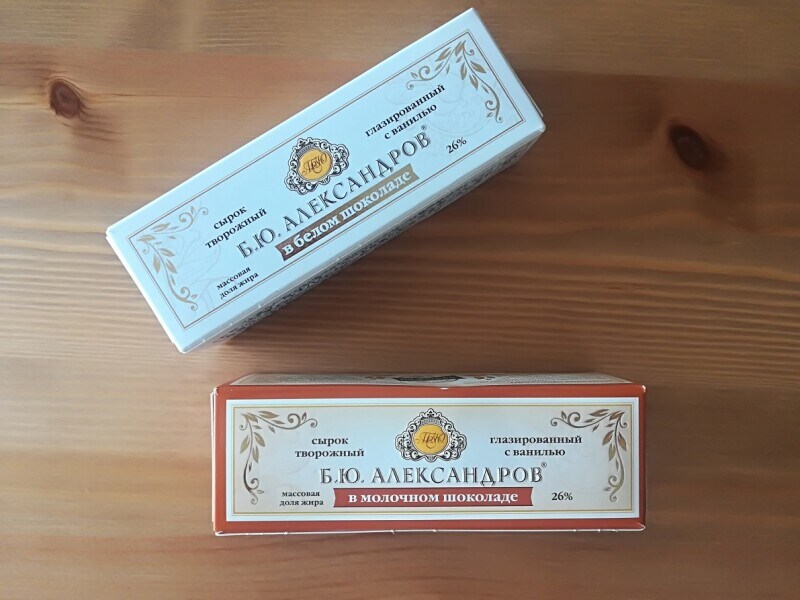 сырок
творожный
глазированный
с ванилью
Б.Ю. АЛЕКСАНДРОВ®
в белом шоколаде
массовая
доля жира
26%
сырок
творожный
глазированный
с ванилью
Б.Ю. АЛЕКСАНДРОВ®
в молочном шоколаде
массовая
доля жира
26%